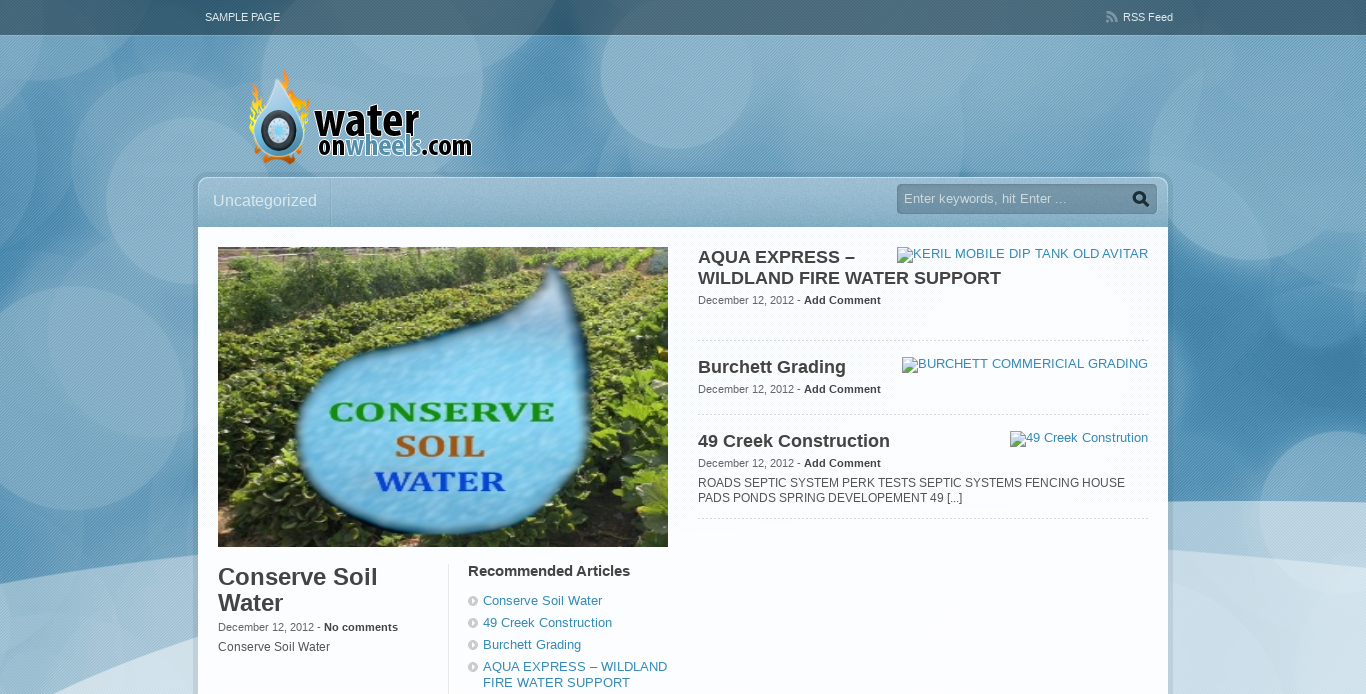 SAMPLE PAGE
RSS Feed
water
onwheels.com
Uncategorized
Enter keywords, hit Enter ...
CONSERVE
SOIL
WATER
Conserve Soil
Water
December 12, 2012 - No comments
Conserve Soil Water
Recommended Articles
Conserve Soil Water
49 Creek Construction
Burchett Grading
AQUA EXPRESS – WILDLAND
FIRE WATER SUPPORT
AQUA EXPRESS –
WILDLAND FIRE WATER SUPPORT
KERIL MOBILE DIP TANK OLD AVITAR
December 12, 2012 - Add Comment
Burchett Grading
BURCHETT COMMERICIAL GRADING
December 12, 2012 - Add Comment
49 Creek Construction
49 Creek Constrution
December 12, 2012 - Add Comment
ROADS SEPTIC SYSTEM PERK TESTS SEPTIC SYSTEMS FENCING HOUSE
PADS PONDS SPRING DEVELOPEMENT 49 [...]